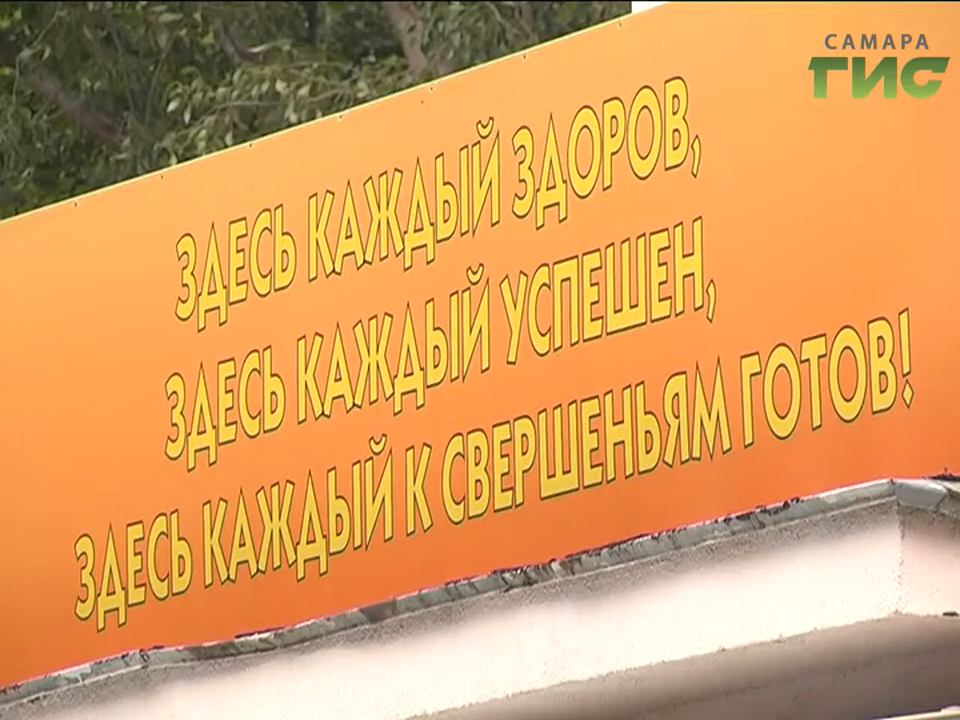 САМАРА
ГИС
ЗДЕСЬ КАЖДЫЙ ЗДОРОВ,
ЗДЕСЬ КАЖДЫЙ УСПЕШЕН,
ЗДЕСЬ КАЖДЫЙ К СВЕРШЕНЬЯМ ГОТОВ!